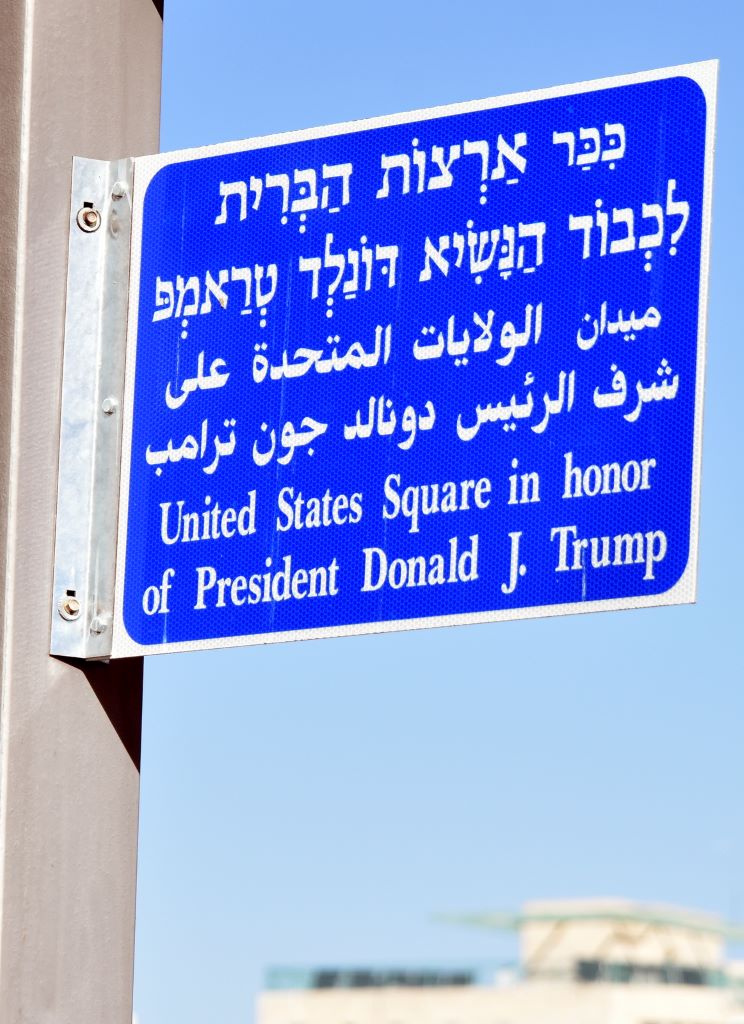 כִּכַּר אַרְצוֹת הַבְּרִית
לִכְבוֹד הַנָּשִׂיא דּוֹנַלְד טְרַאמְפּ
ميدان الولايات المتحدة على
شرف الرئيس دونالد جون ترامب
United States Square in honor
of President Donald J. Trump